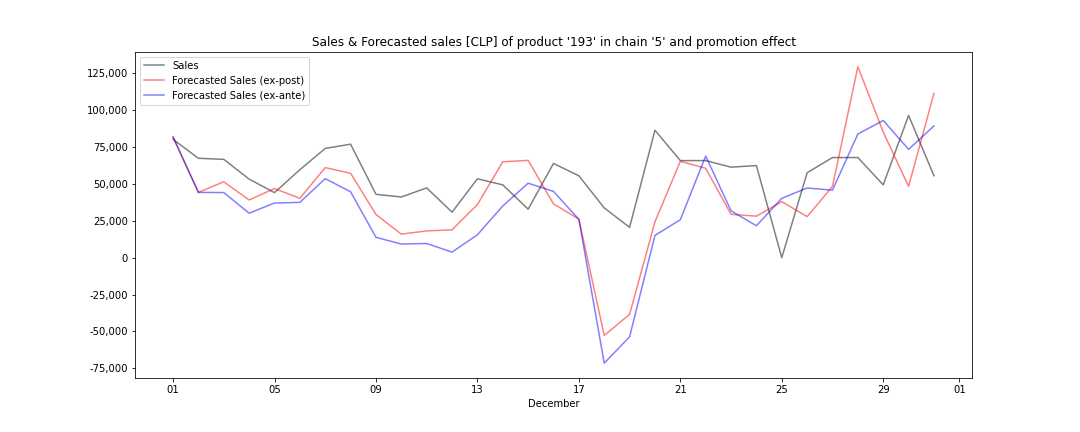 Sales & Forecasted sales [CLP] of product '193' in chain '5' and promotion effect
Sales
Forecasted Sales (ex-post)
Forecasted Sales (ex-ante)
125,000
100,000
75,000
50,000
25,000
0
-25,000
-50,000
-75,000
01 05 09 13 17 21 25 29 01
December